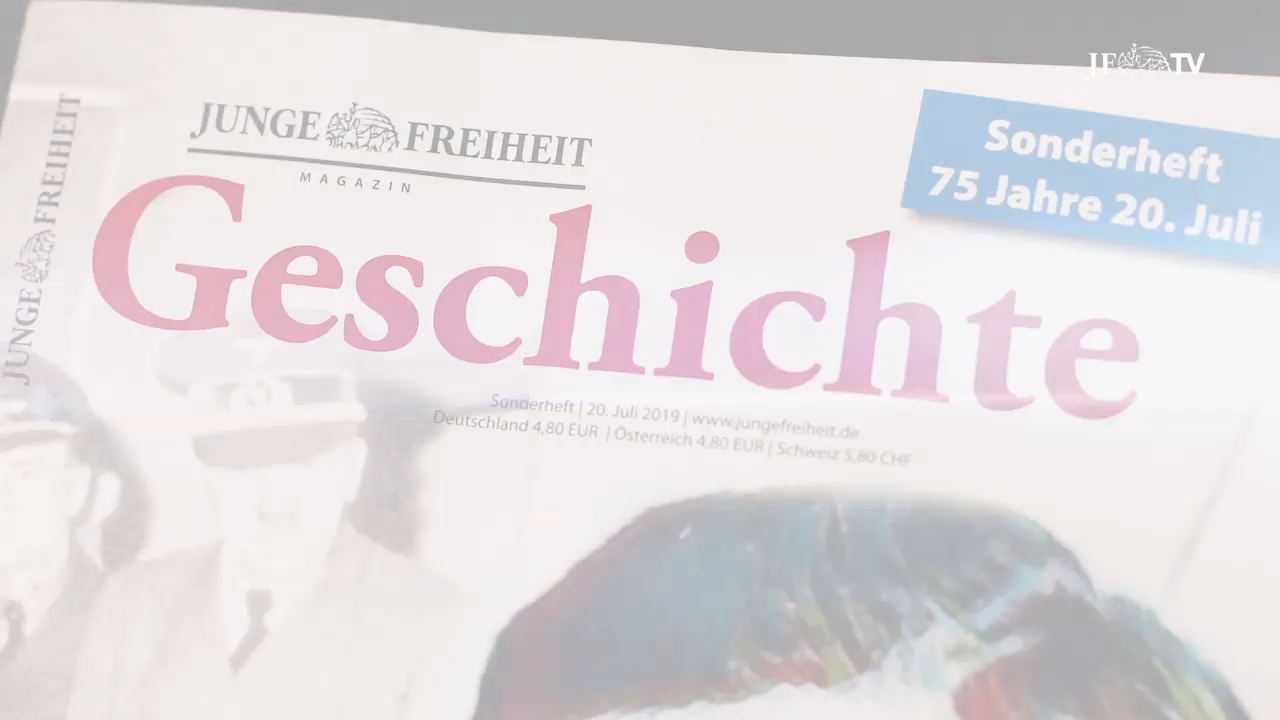 JF TV
JUNGE FREIHEIT
MAGAZIN
Geschichte
Sonderheft
75 Jahre 20. Juli
Sonderheft | 20. Juli 2019 | www.jungefreiheit.de
Deutschland 4,80 EUR | Österreich 4,80 EUR | Schweiz 5,80 CHF
JUNGE FREIHEIT